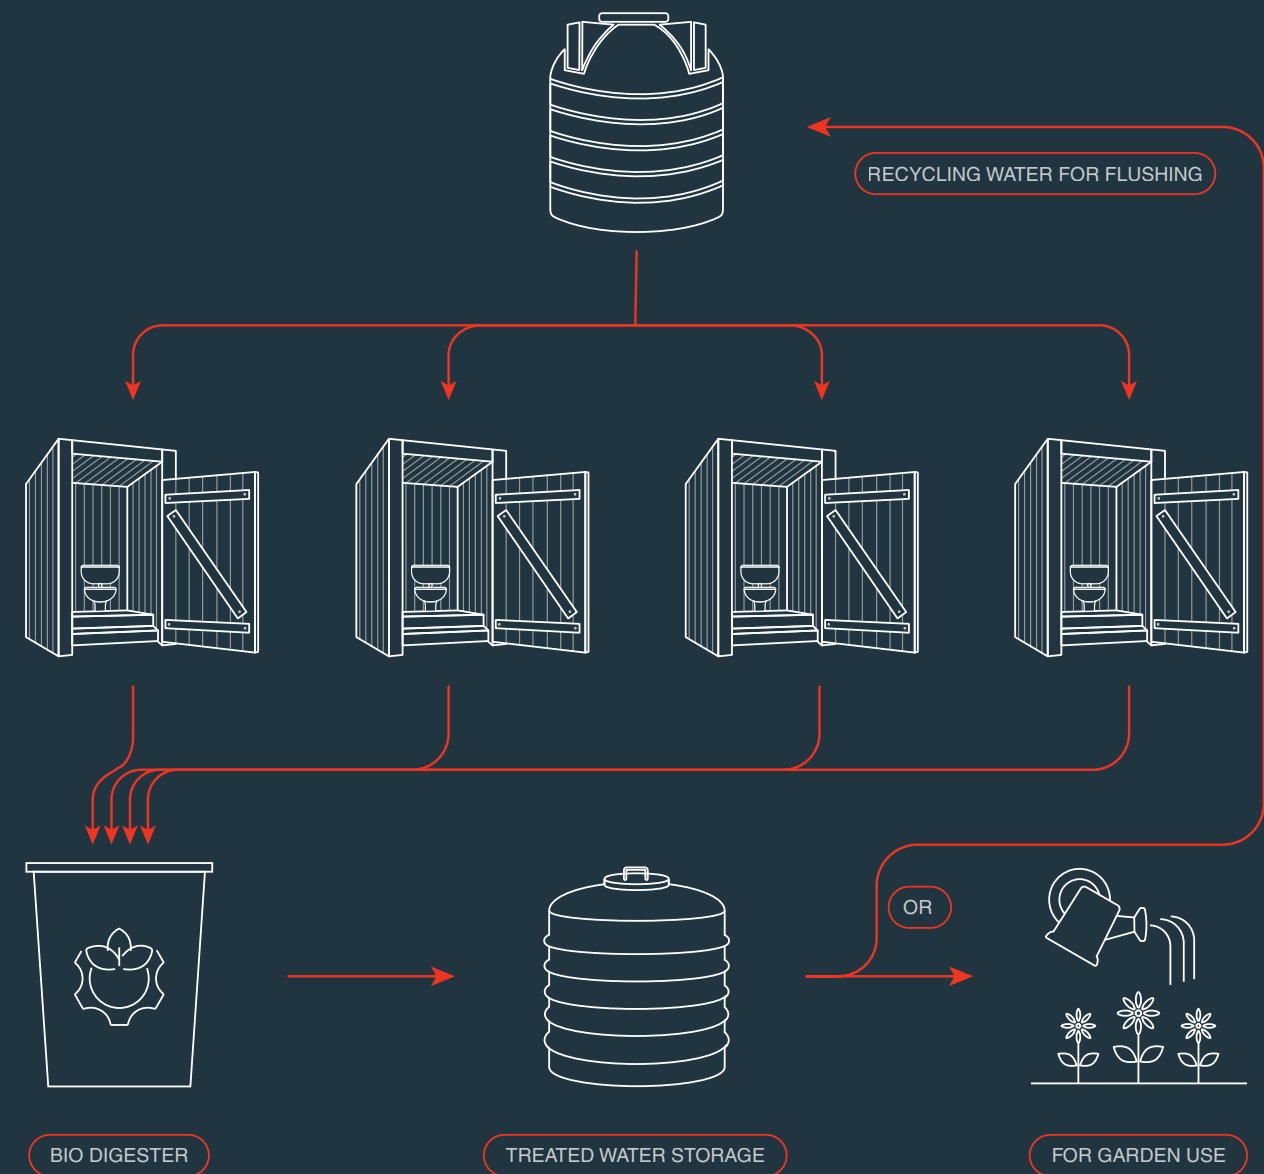 RECYCLING WATER FOR FLUSHING
OR
BIO DIGESTER
TREATED WATER STORAGE
FOR GARDEN USE